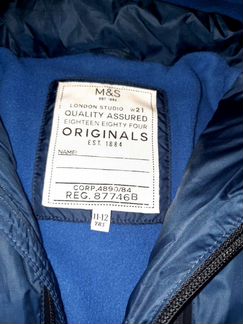 M&S
EST. 1884
LONDON STUDIO W21
QUALITY ASSURED
EIGHTEEN EIGHTY FOUR
ORIGINALS
EST. 1884
NAME:
CORP.4890/84
REG. 87746B
11-12
YRS